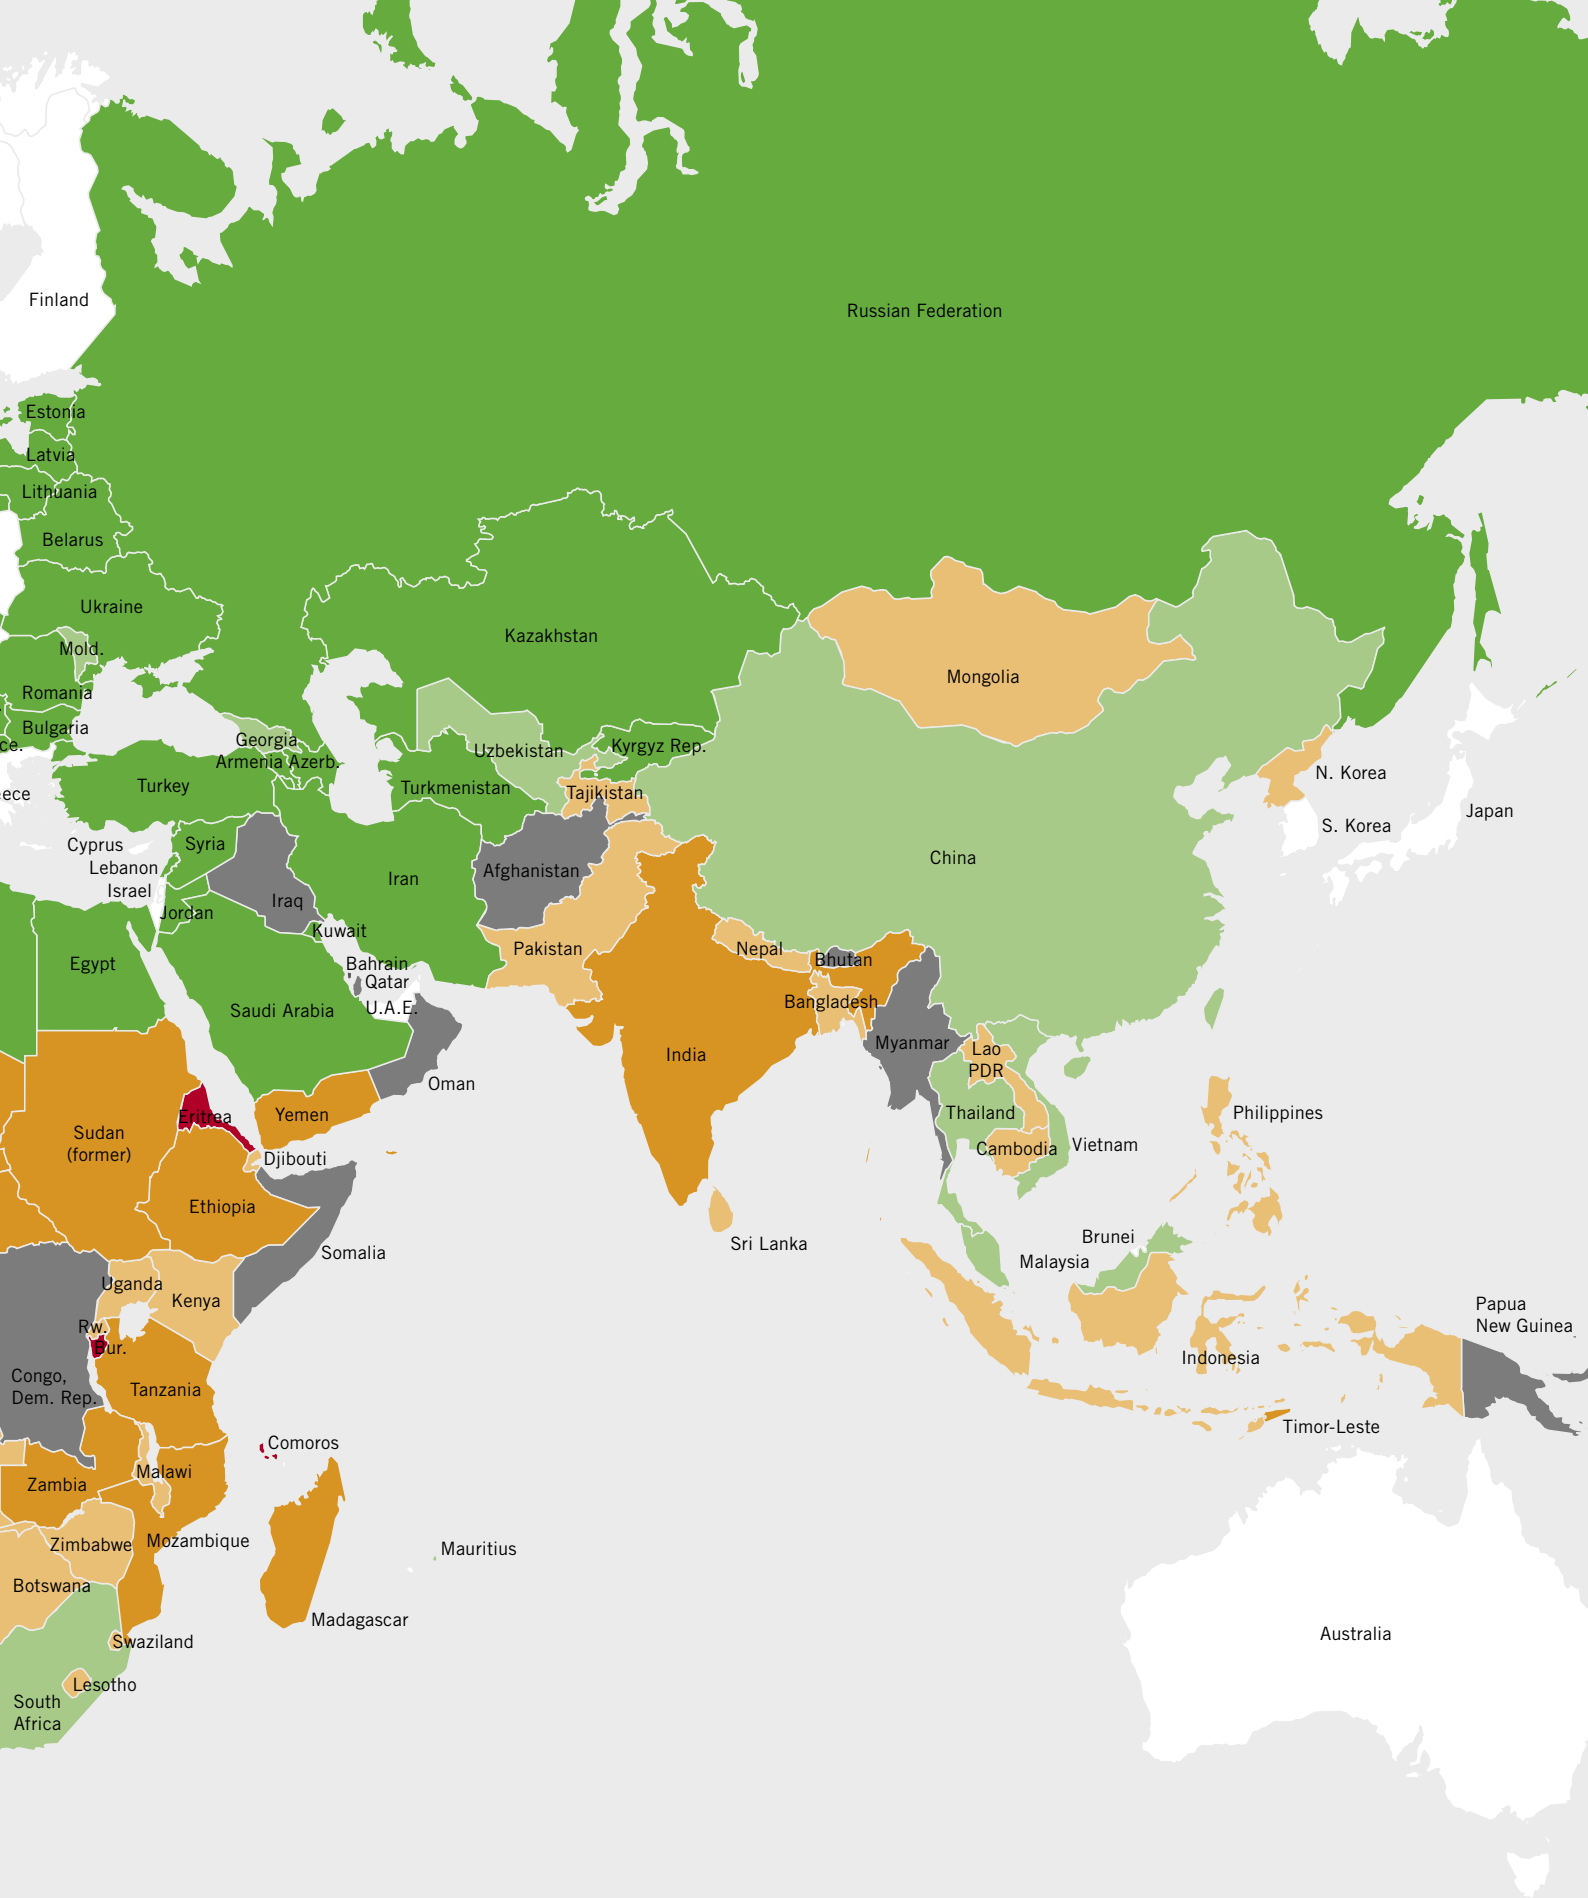 Russian Federation
Finland
Estonia
Latvia
Lithuania
Belarus
Ukraine
Mold.
Romania
Bulgaria
ce.
ece
Kazakhstan
Mongolia
Georgia
Armenia
Azerb.
Uzbekistan
Kyrgyz Rep.
Turkey
Turkmenistan
Tajikistan
N. Korea
S. Korea
Japan
Cyprus
Lebanon
Israel
Syria
Jordan
Iraq
Iran
Afghanistan
China
Kuwait
Bahrain
Qatar
U.A.E.
Pakistan
Nepal
Bhutan
Bangladesh
Egypt
Saudi Arabia
India
Myanmar
Lao
PDR
Oman
Eritrea
Yemen
Sudan
(former)
Djibouti
Thailand
Cambodia
Vietnam
Philippines
Ethiopia
Somalia
Sri Lanka
Brunei
Malaysia
Uganda
Kenya
Rw.
Bur.
Indonesia
Papua
New Guinea
Congo,
Dem. Rep.
Tanzania
Timor-Leste
Comoros
Zambia
Malawi
Zimbabwe
Mozambique
Mauritius
Botswana
Madagascar
Swaziland
Lesotho
South
Africa
Australia